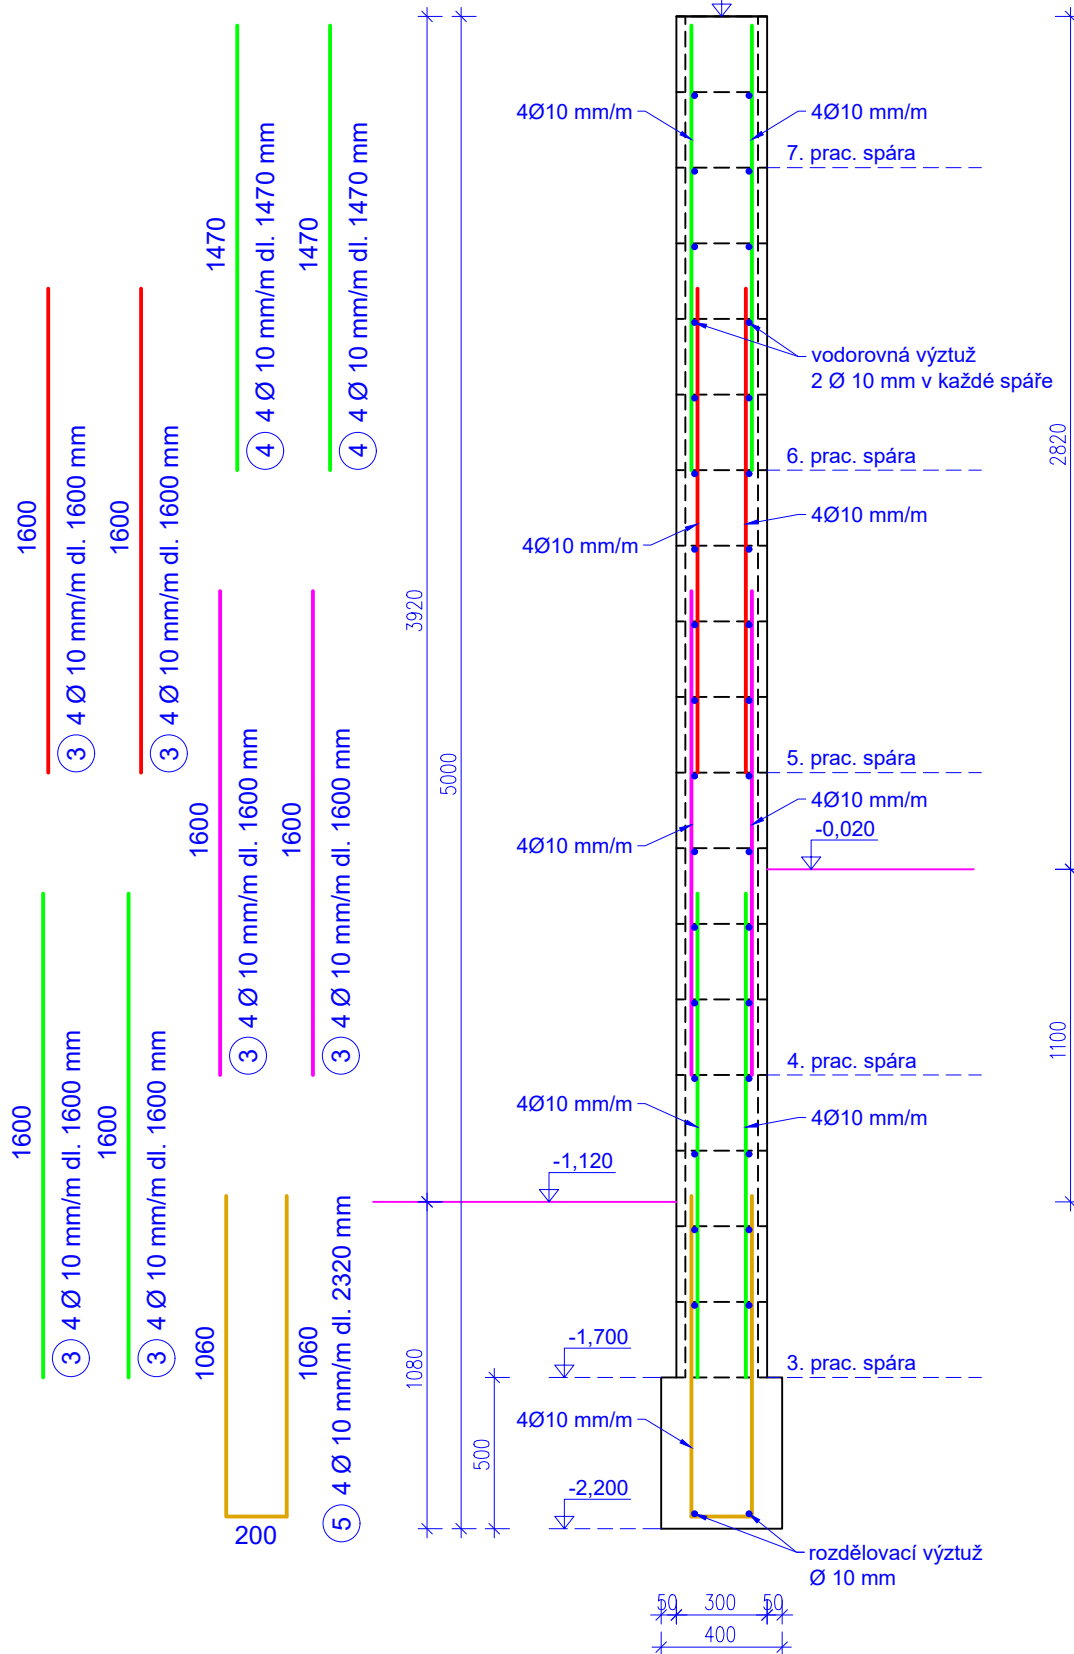 1470
4 4 Ø 10 mm/m dl. 1470 mm
1470
4 4 Ø 10 mm/m dl. 1470 mm
1600
3 4 Ø 10 mm/m dl. 1600 mm
1600
3 4 Ø 10 mm/m dl. 1600 mm
1600
3 4 Ø 10 mm/m dl. 1600 mm
1600
3 4 Ø 10 mm/m dl. 1600 mm
1600
3 4 Ø 10 mm/m dl. 1600 mm
1600
3 4 Ø 10 mm/m dl. 1600 mm
1060
1060
200
5 4 Ø 10 mm/m dl. 2320 mm
3920
5000
1080
500
4Ø10 mm/m
4Ø10 mm/m
7. prac. spára
vodorovná výztuž
2 Ø 10 mm v každé spáře
6. prac. spára
4Ø10 mm/m
4Ø10 mm/m
5. prac. spára
4Ø10 mm/m
-0,020
4Ø10 mm/m
4. prac. spára
4Ø10 mm/m
4Ø10 mm/m
-1,120
-1,700
3. prac. spára
4Ø10 mm/m
-2,200
rozdělovací výztuž
Ø 10 mm
2820
1100
50 300 50
400